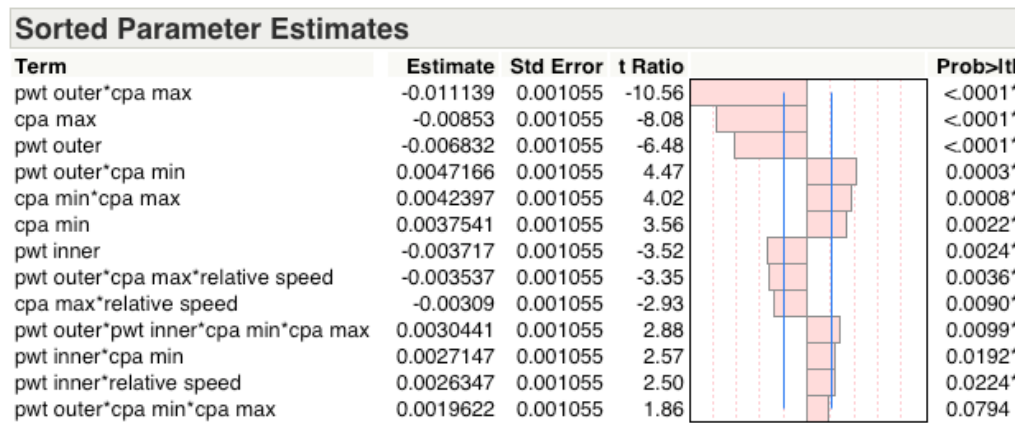 Sorted Parameter Estimates
Term Estimate Std Error t Ratio Prob>|t|
pwt outer*cpa max -0.011139 0.001055 -10.56 <.0001*
cpa max -0.00853 0.001055 -8.08 <.0001*
pwt outer -0.006832 0.001055 -6.48 <.0001*
pwt outer*cpa min 0.0047166 0.001055 4.47 0.0003*
cpa min*cpa max 0.0042397 0.001055 4.02 0.0008*
cpa min 0.0037541 0.001055 3.56 0.0022*
pwt inner -0.003717 0.001055 -3.52 0.0024*
pwt outer*cpa max*relative speed -0.003537 0.001055 -3.35 0.0036*
cpa max*relative speed -0.00309 0.001055 -2.93 0.0090*
pwt outer*pwt inner*cpa min*cpa max 0.0030441 0.001055 2.88 0.0099*
pwt inner*cpa min 0.0027147 0.001055 2.57 0.0192*
pwt inner*relative speed 0.0026347 0.001055 2.50 0.0224*
pwt outer*cpa min*cpa max 0.0019622 0.001055 1.86 0.0794